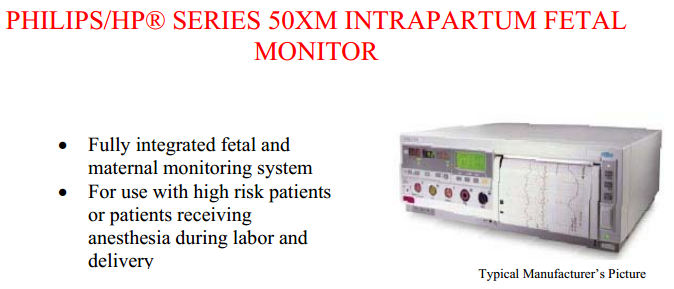 PHILIPS/HP® SERIES 50XM INTRAPARTUM FETAL
MONITOR
• Fully integrated fetal and
maternal monitoring system
• For use with high risk patients
or patients receiving
anesthesia during labor and
delivery
Typical Manufacturer's Picture